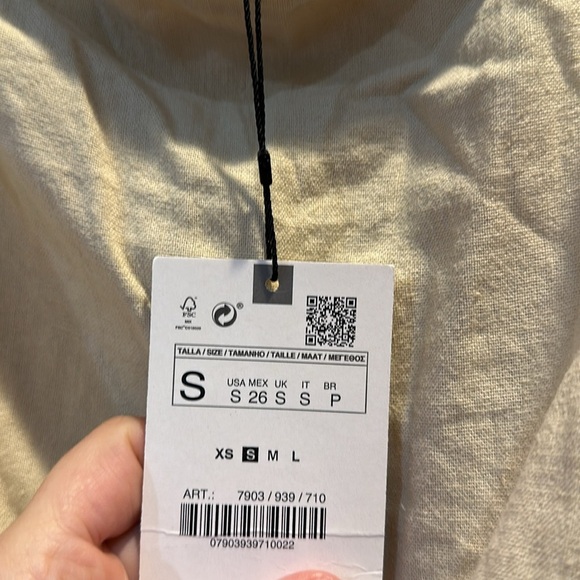 FSC
®
TALLA / SIZE / TAMANHO / TAILLE / MAAT / ΜΕΓΕΘΟΣ
S
USA MEX UK IT BR
S 26 S S P
XS S M L
ART.: 7903 / 939 / 710
07903939710022